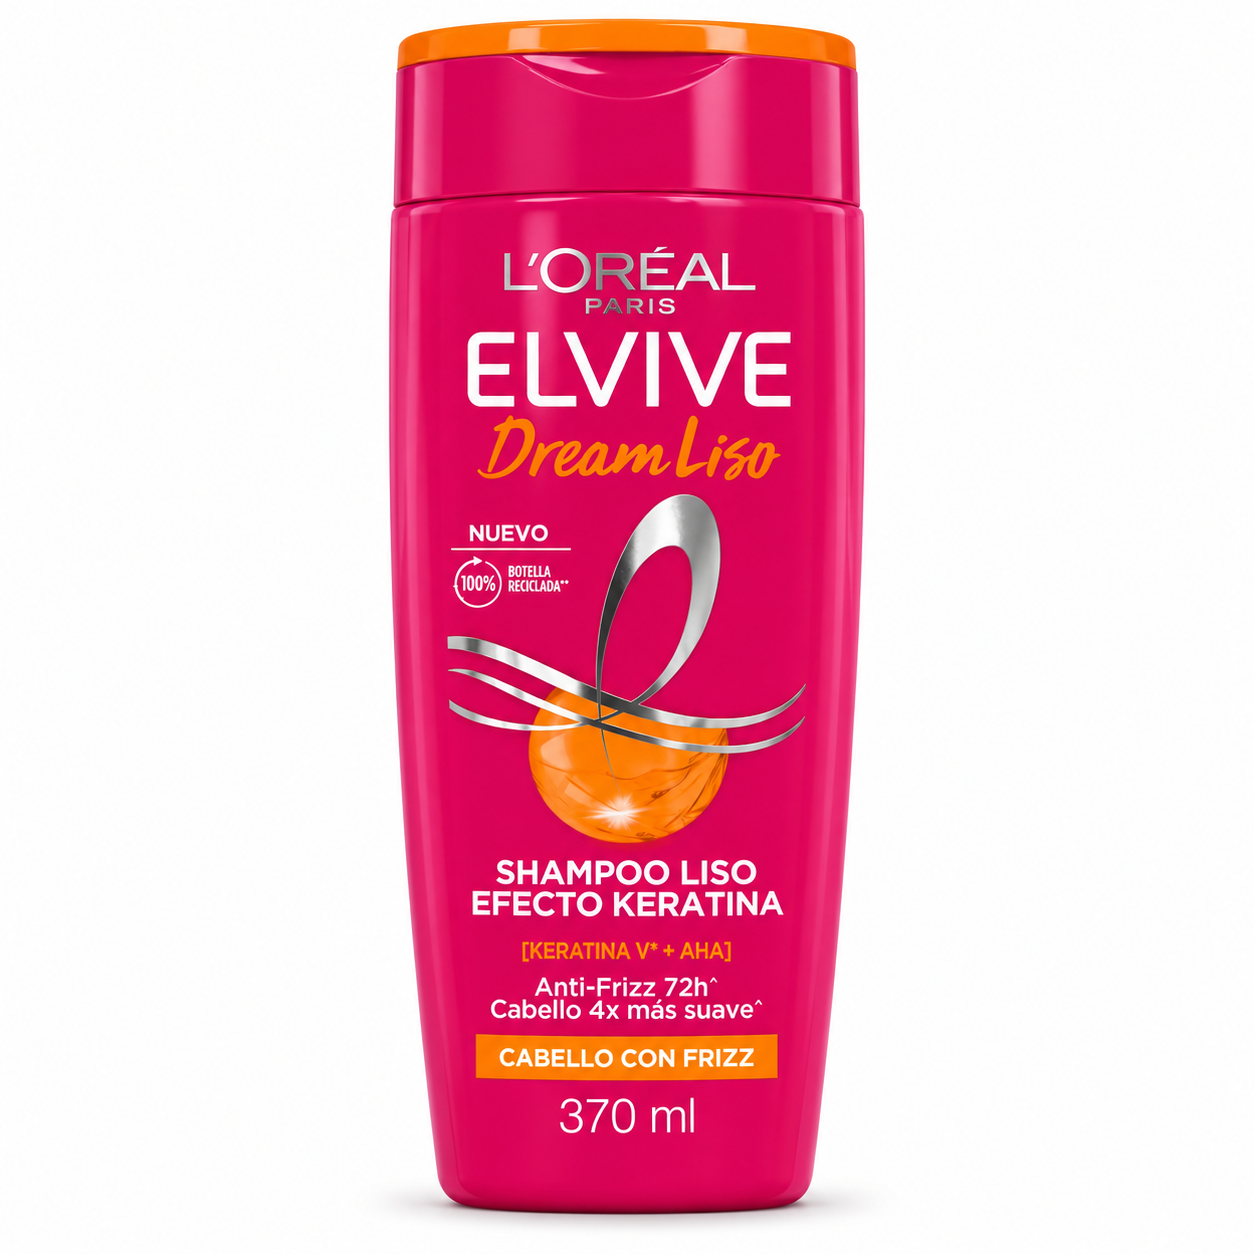 L'ORÉAL
PARIS
ELVIVE
Dream Liso
NUEVO
100%
BOTELLA
RECICLADA**
SHAMPOO LISO
EFECTO KERATINA
[KERATINA V* + AHA]
Anti-Frizz 72h^
Cabello 4x más suave^
CABELLO CON FRIZZ
370 ml